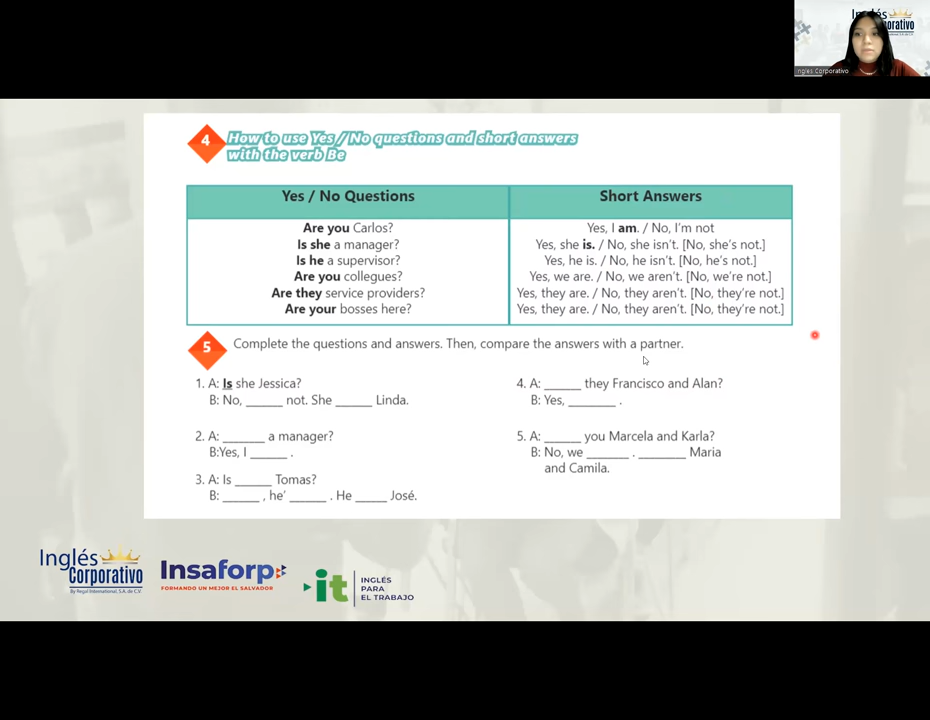 Inglés
Corporativo
Inglés Corporativo
4
How to use Yes / No questions and short answers
with the verb Be
Yes / No Questions
Short Answers
Are you Carlos?
Yes, I am. / No, I'm not
Is she a manager?
Yes, she is. / No, she isn't. [No, she's not.]
Is he a supervisor?
Yes, he is. / No, he isn't. [No, he's not.]
Are you collegues?
Yes, we are. / No, we aren't. [No, we're not.]
Are they service providers?
Yes, they are. / No, they aren't. [No, they're not.]
Are your bosses here?
Yes, they are. / No, they aren't. [No, they're not.]
5
Complete the questions and answers. Then, compare the answers with a partner.
1. A: Is she Jessica?
B: No, ______ not. She ______ Linda.
2. A: _______ a manager?
B:Yes, I ______ .
3. A: Is ______ Tomas?
B: ______ , he' ______ . He _____ José.
4. A: ______ they Francisco and Alan?
B: Yes, ________ .
5. A: ______ you Marcela and Karla?
B: No, we _______ . ________ Maria
and Camila.
Inglés
Corporativo
By Regal International, S.A. de C.V.
Insaforp
FORMANDO UN MEJOR EL SALVADOR
it
INGLÉS
PARA
EL TRABAJO